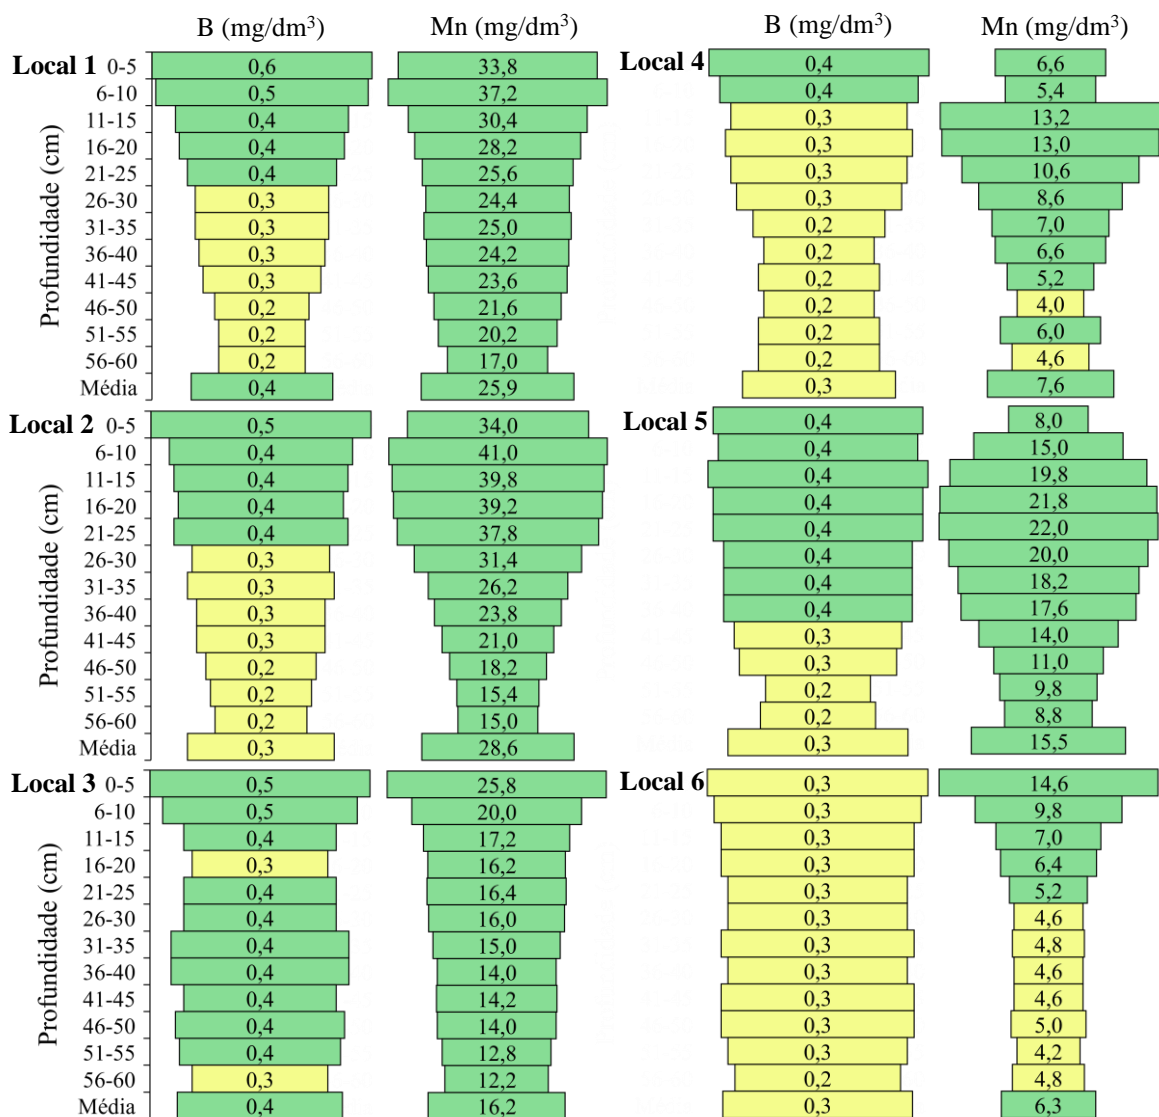 B (mg/dm³) Mn (mg/dm³) B (mg/dm³) Mn (mg/dm³)
Profundidade (cm)
Local 1 0-5 0,6 33,8 Local 4 0,4 6,6
6-10 0,5 37,2 0,4 5,4
11-15 0,4 30,4 0,3 13,2
16-20 0,4 28,2 0,3 13,0
21-25 0,4 25,6 0,3 10,6
26-30 0,3 24,4 0,3 8,6
31-35 0,3 25,0 0,2 7,0
36-40 0,3 24,2 0,2 6,6
41-45 0,3 23,6 0,2 5,2
46-50 0,2 21,6 0,2 4,0
51-55 0,2 20,2 0,2 6,0
56-60 0,2 17,0 0,2 4,6
Média 0,4 25,9 0,3 7,6
Profundidade (cm)
Local 2 0-5 0,5 34,0 Local 5 0,4 8,0
6-10 0,4 41,0 0,4 15,0
11-15 0,4 39,8 0,4 19,8
16-20 0,4 39,2 0,4 21,8
21-25 0,4 37,8 0,4 22,0
26-30 0,3 31,4 0,4 20,0
31-35 0,3 26,2 0,4 18,2
36-40 0,3 23,8 0,4 17,6
41-45 0,3 21,0 0,3 14,0
46-50 0,2 18,2 0,3 11,0
51-55 0,2 15,4 0,2 9,8
56-60 0,2 15,0 0,2 8,8
Média 0,3 28,6 0,3 15,5
Profundidade (cm)
Local 3 0-5 0,5 25,8 Local 6 0,3 14,6
6-10 0,5 20,0 0,3 9,8
11-15 0,4 17,2 0,3 7,0
16-20 0,3 16,2 0,3 6,4
21-25 0,4 16,4 0,3 5,2
26-30 0,4 16,0 0,3 4,6
31-35 0,4 15,0 0,3 4,8
36-40 0,4 14,0 0,3 4,6
41-45 0,4 14,2 0,3 4,6
46-50 0,4 14,0 0,3 5,0
51-55 0,4 12,8 0,3 4,2
56-60 0,3 12,2 0,2 4,8
Média 0,4 16,2 0,3 6,3